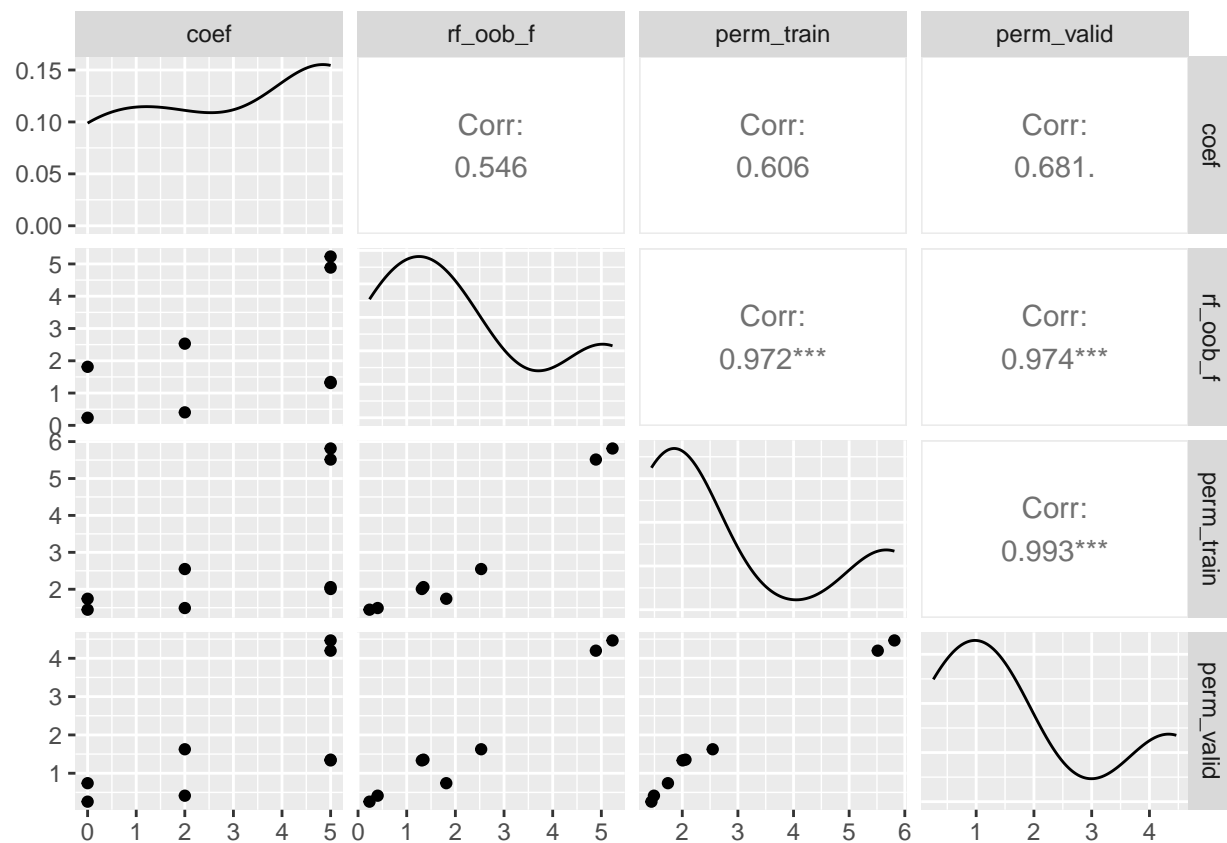 coef rf_oob_f perm_train perm_valid
0.15
0.10
0.05
0.00
Corr:
0.546
Corr:
0.606
Corr:
0.681.
coef
5
4
3
2
1
0
Corr:
0.972***
Corr:
0.974***
rf_oob_f
6
5
4
3
2
Corr:
0.993***
perm_train
4
3
2
1
perm_valid
0 1 2 3 4 5 0 1 2 3 4 5 2 3 4 5 6 1 2 3 4